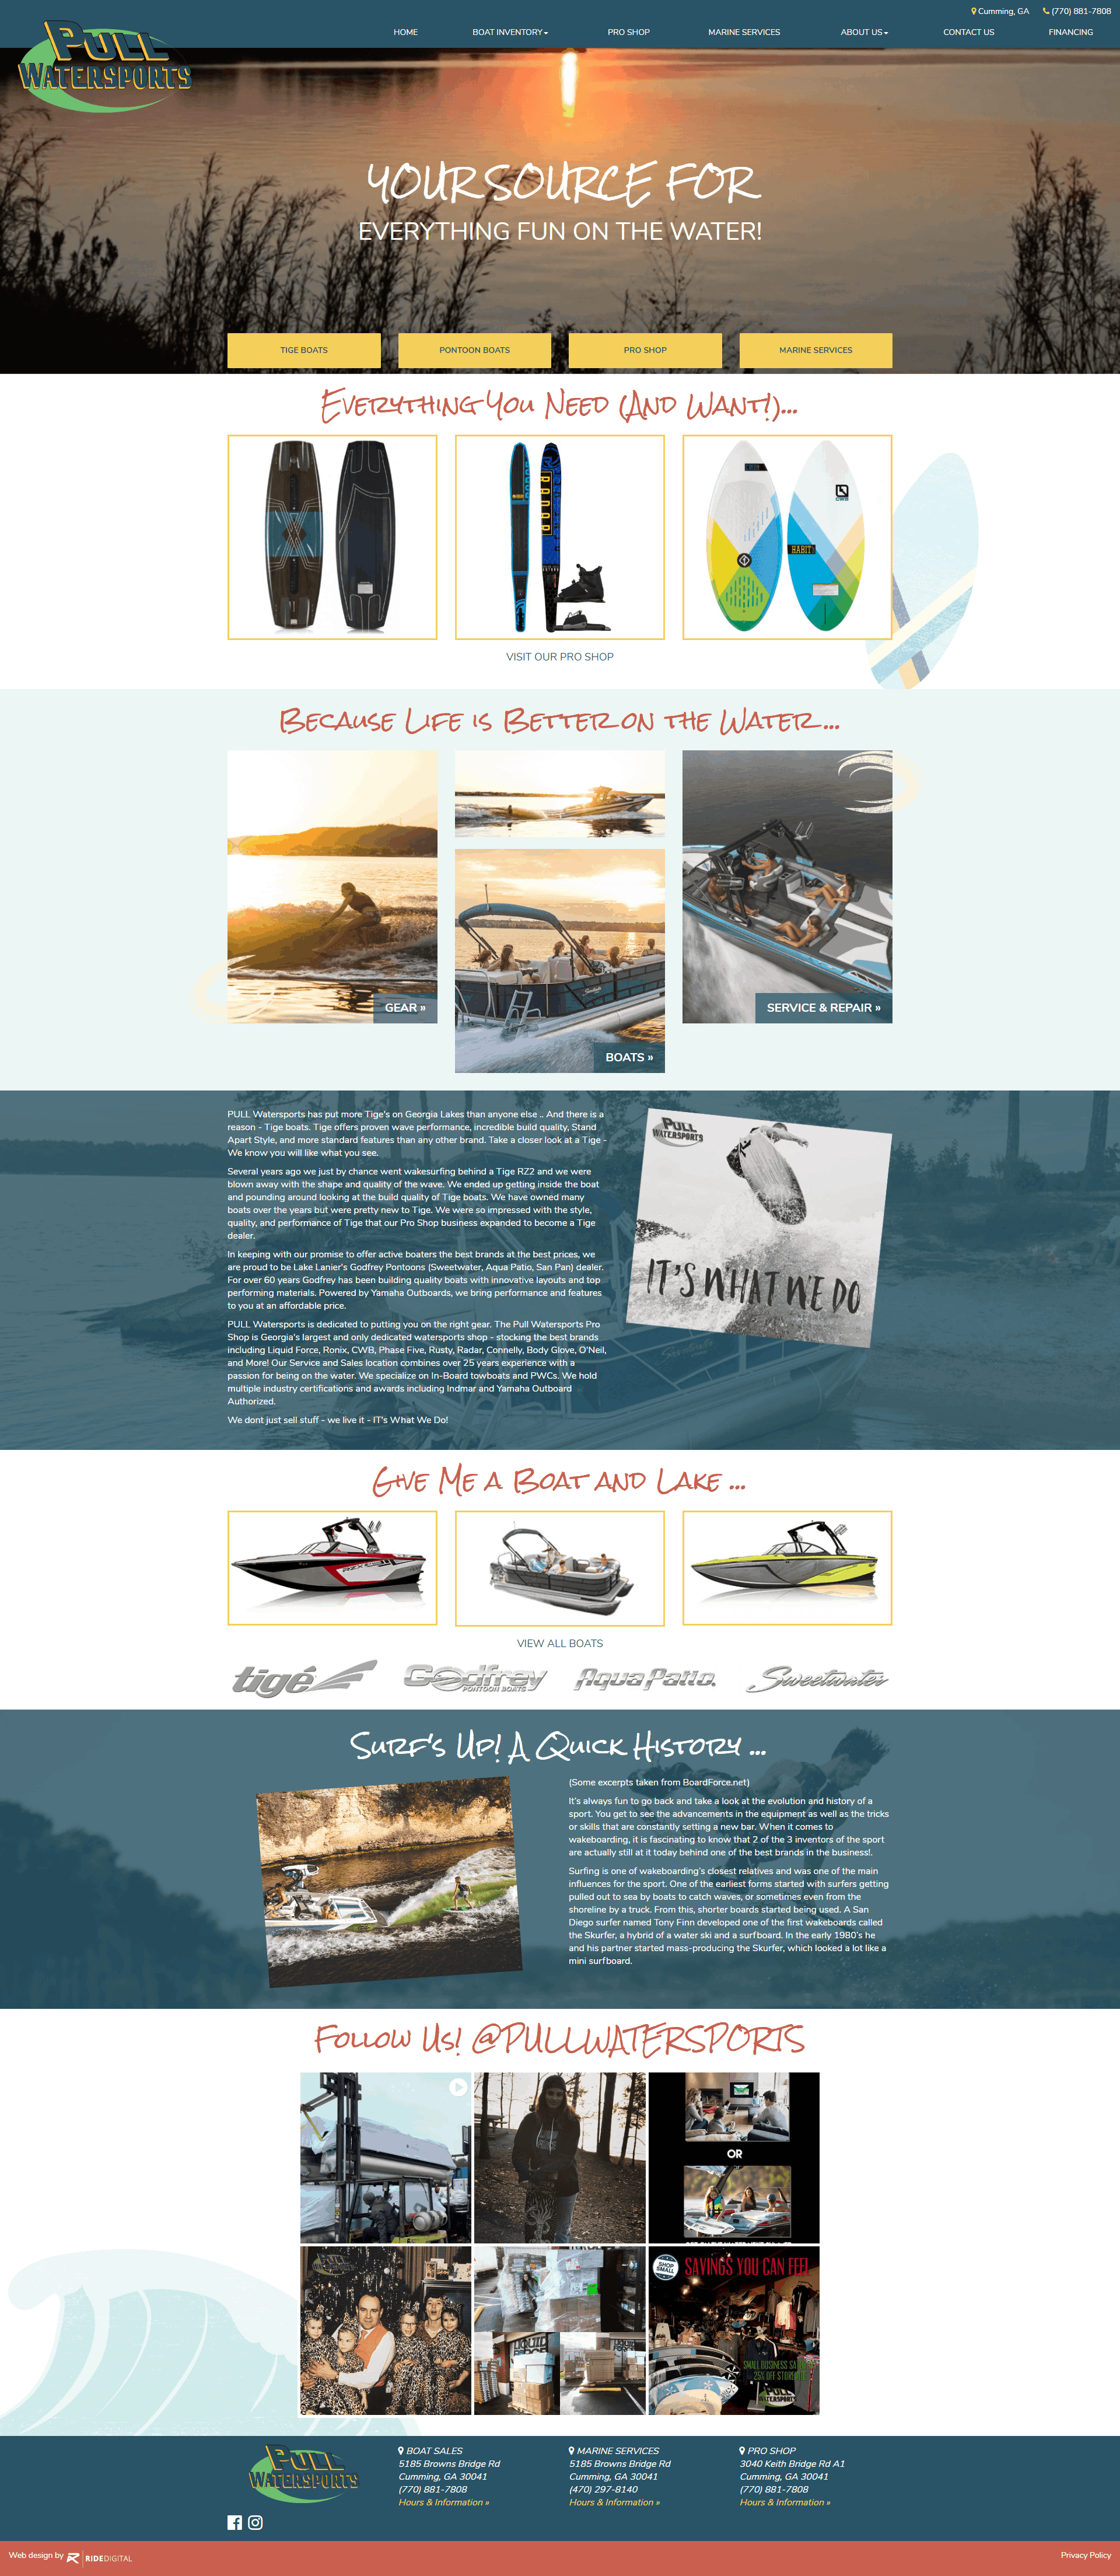 Cumming, GA (770) 881-7808
PULL
WATERSPORTS
HOME BOAT INVENTORY PRO SHOP MARINE SERVICES ABOUT US CONTACT US FINANCING
YOUR SOURCE FOR
EVERYTHING FUN ON THE WATER!
TIGE BOATS PONTOON BOATS PRO SHOP MARINE SERVICES
Everything You Need (And Want!)...
HABIT
CWB
VISIT OUR PRO SHOP
Because Life is Better on the Water ...
GEAR »
BOATS »
SERVICE & REPAIR »
PULL Watersports has put more Tige's on Georgia Lakes than anyone else .. And there is a
reason - Tige boats. Tige offers proven wave performance, incredible build quality, Stand
Apart Style, and more standard features than any other brand. Take a closer look at a Tige -
We know you will like what you see.
Several years ago we just by chance went wakesurfing behind a Tige RZ2 and we were
blown away with the shape and quality of the wave. We ended up getting inside the boat
and pounding around looking at the build quality of Tige boats. We have owned many
boats over the years but were pretty new to Tige. We were so impressed with the style,
quality, and performance of Tige that our Pro Shop business expanded to become a Tige
dealer.
In keeping with our promise to offer active boaters the best brands at the best prices, we
are proud to be Lake Lanier's Godfrey Pontoons (Sweetwater, Aqua Patio, San Pan) dealer.
For over 60 years Godfrey has been building quality boats with innovative layouts and top
performing materials. Powered by Yamaha Outboards, we bring performance and features
to you at an affordable price.
PULL Watersports is dedicated to putting you on the right gear. The Pull Watersports Pro
Shop is Georgia's largest and only dedicated watersports shop - stocking the best brands
including Liquid Force, Ronix, CWB, Phase Five, Rusty, Radar, Connelly, Body Glove, O'Neil,
and More! Our Service and Sales location combines over 25 years experience with a
passion for being on the water. We specialize on In-Board towboats and PWCs. We hold
multiple industry certifications and awards including Indmar and Yamaha Outboard
Authorized.
We dont just sell stuff - we live it - IT's What We Do!
PULL
WATERSPORTS
IT'S WHAT WE DO
Give Me a Boat and Lake ...
VIEW ALL BOATS
tigé Godfrey PONTOON BOATS AquaPatio Sweetwater
Surf's Up! A Quick History ...
(Some excerpts taken from BoardForce.net)
It's always fun to go back and take a look at the evolution and history of a
sport. You get to see the advancements in the equipment as well as the tricks
or skills that are constantly setting a new bar. When it comes to
wakeboarding, it is fascinating to know that 2 of the 3 inventors of the sport
are actually still at it today behind one of the best brands in the business!.
Surfing is one of wakeboarding's closest relatives and was one of the main
influences for the sport. One of the earliest forms started with surfers getting
pulled out to sea by boats to catch waves, or sometimes even from the
shoreline by a truck. From this, shorter boards started being used. A San
Diego surfer named Tony Finn developed one of the first wakeboards called
the Skurfer, a hybrid of a water ski and a surfboard. In the early 1980's he
and his partner started mass-producing the Skurfer, which looked a lot like a
mini surfboard.
Follow Us! @PULLWATERSPORTS
OR
SHOP SMALL
SAVINGS YOU CAN FEEL
PULL
WATERSPORTS
PULL
WATERSPORTS
BOAT SALES
5185 Browns Bridge Rd
Cumming, GA 30041
(770) 881-7808
Hours & Information »
MARINE SERVICES
5185 Browns Bridge Rd
Cumming, GA 30041
(470) 297-8140
Hours & Information »
PRO SHOP
3040 Keith Bridge Rd A1
Cumming, GA 30041
(770) 881-7808
Hours & Information »
Web design by RIDEDIGITAL
Privacy Policy